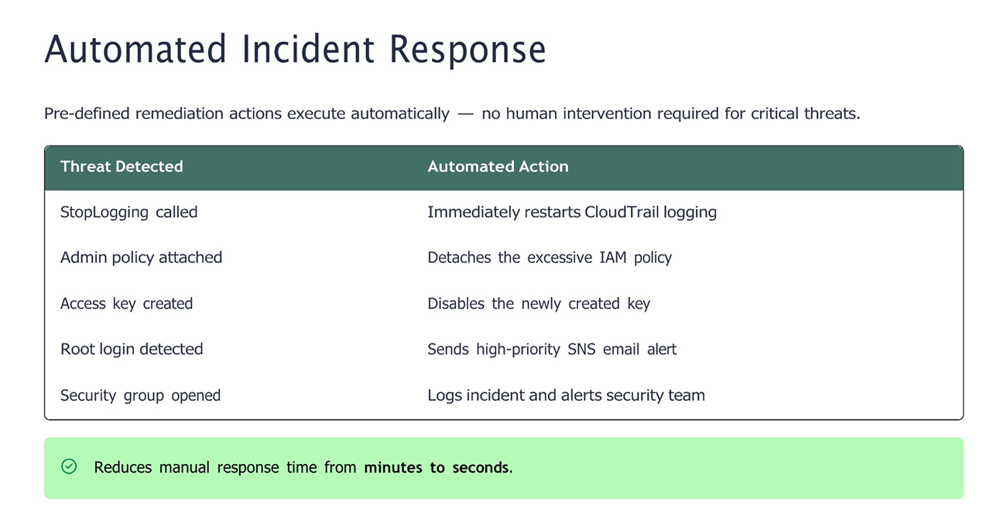 Automated Incident Response
Pre-defined remediation actions execute automatically — no human intervention required for critical threats.
Threat Detected Automated Action
StopLogging called Immediately restarts CloudTrail logging
Admin policy attached Detaches the excessive IAM policy
Access key created Disables the newly created key
Root login detected Sends high-priority SNS email alert
Security group opened Logs incident and alerts security team
Reduces manual response time from minutes to seconds.